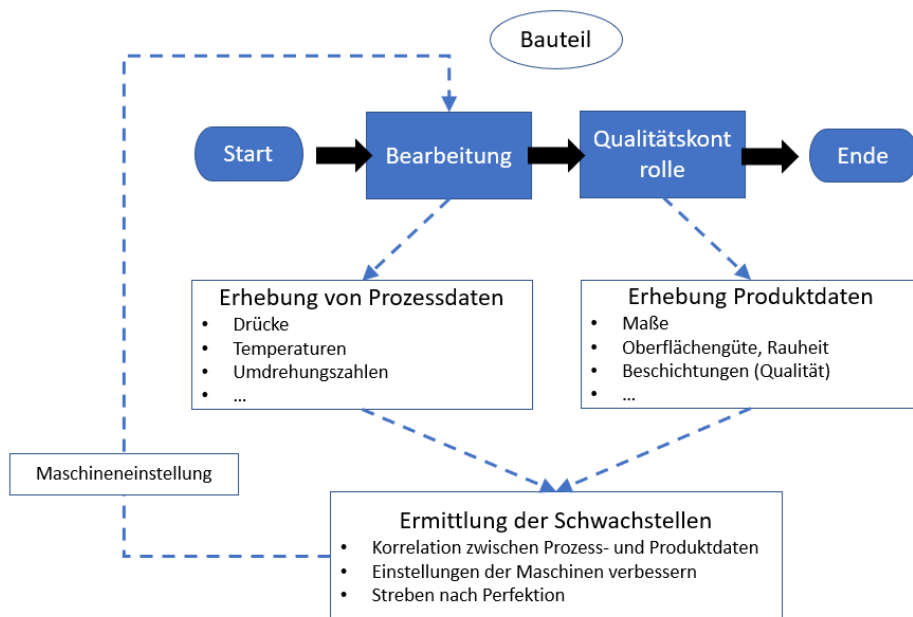 Bauteil
Start
Bearbeitung
Qualitätskont
rolle
Ende
Erhebung von Prozessdaten
• Drücke
• Temperaturen
• Umdrehungszahlen
• ...
Erhebung Produktdaten
• Maße
• Oberflächengüte, Rauheit
• Beschichtungen (Qualität)
• ...
Maschineneinstellung
Ermittlung der Schwachstellen
• Korrelation zwischen Prozess- und Produktdaten
• Einstellungen der Maschinen verbessern
• Streben nach Perfektion